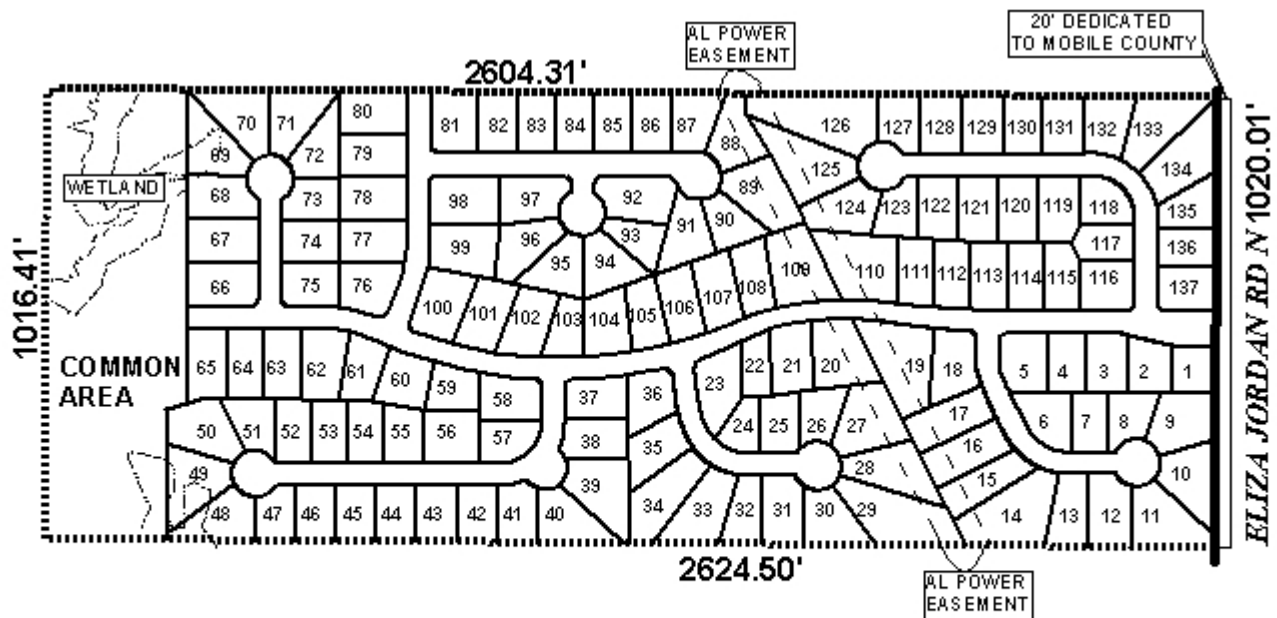 20' DEDICATED
TO MOBILE COUNTY
AL POWER
EASEMENT
2604.31'
70 71 80 81 82 83 84 85 86 87 88 126 127 128 129 130 131 132 133
69 72 79 89 125 134
WETLAND
68 73 78 98 97 92 91 90 124 123 122 121 120 119 118 135
67 74 77 99 96 93 117 136
66 75 76 95 94 109 110 111 112 113 114 115 116 137
100 101 102 103 104 105 106 107 108
1016.41'
ELIZA JORDAN RD N 1020.01'
COMMON
AREA
65 64 63 62 61 60 59 58 37 36 23 22 21 20 19 18 5 4 3 2 1
50 51 52 53 54 55 56 57 38 35 24 25 26 27 17 6 7 8 9
49 39 28 16 15 10
48 47 46 45 44 43 42 41 40 34 33 32 31 30 29 14 13 12 11
2624.50'
AL POWER
EASEMENT